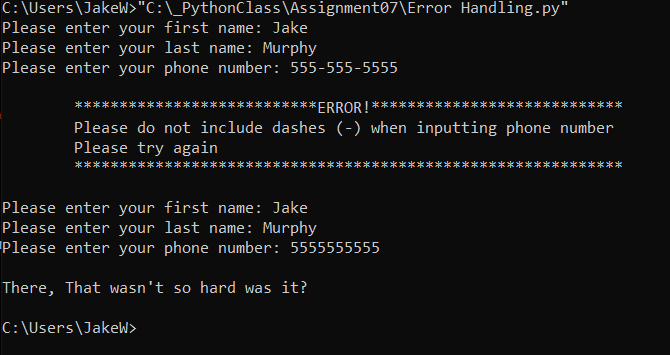 C:\Users\JakeW>"C:\_PythonClass\Assignment07\Error Handling.py"
Please enter your first name: Jake
Please enter your last name: Murphy
Please enter your phone number: 555-555-5555
***************************ERROR!****************************
Please do not include dashes (-) when inputting phone number
Please try again
*************************************************************
Please enter your first name: Jake
Please enter your last name: Murphy
Please enter your phone number: 5555555555
There, That wasn't so hard was it?
C:\Users\JakeW>